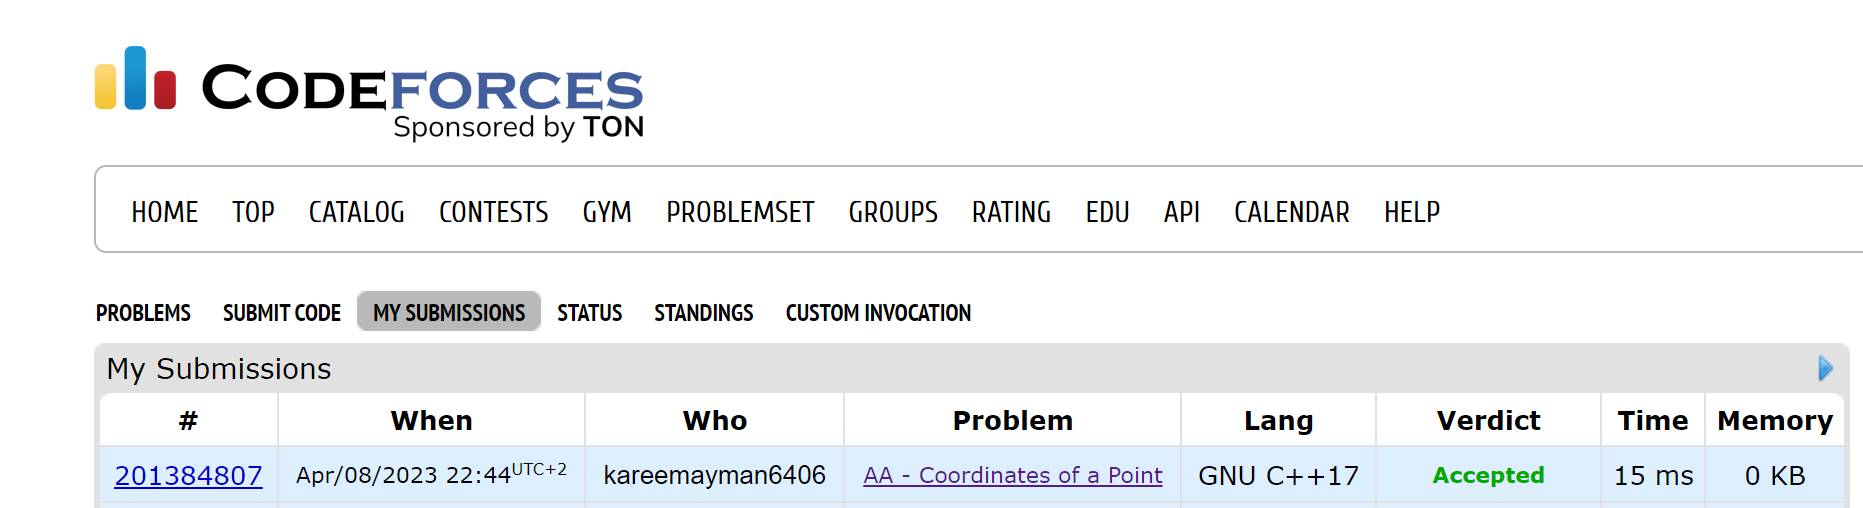 CODEFORCES
Sponsored by TON
HOME TOP CATALOG CONTESTS GYM PROBLEMSET GROUPS RATING EDU API CALENDAR HELP
PROBLEMS SUBMIT CODE MY SUBMISSIONS STATUS STANDINGS CUSTOM INVOCATION
My Submissions
# When Who Problem Lang Verdict Time Memory
201384807 Apr/08/2023 22:44UTC+2 kareemayman6406 AA - Coordinates of a Point GNU C++17 Accepted 15 ms 0 KB